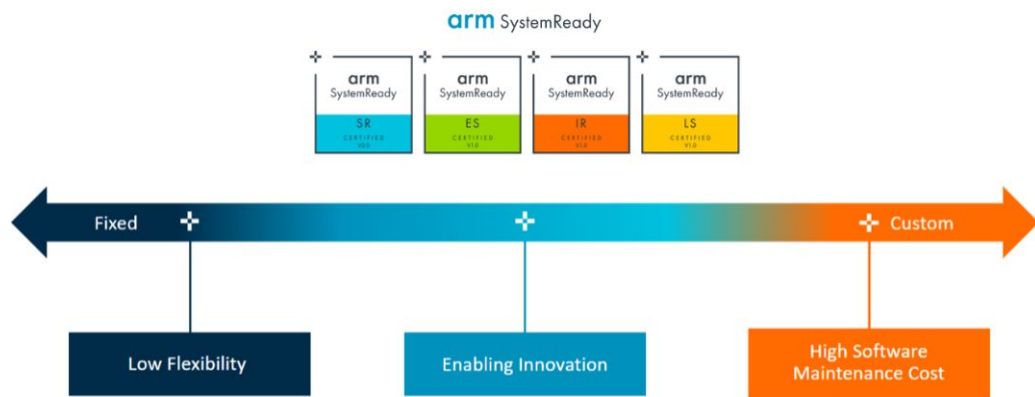 arm SystemReady
arm
SystemReady
SR
CERTIFIED
arm
SystemReady
ES
CERTIFIED
V1.0
arm
SystemReady
IR
CERTIFIED
V1.0
arm
SystemReady
LS
CERTIFIED
V1.0
Fixed
Custom
Low Flexibility
Enabling Innovation
High Software
Maintenance Cost